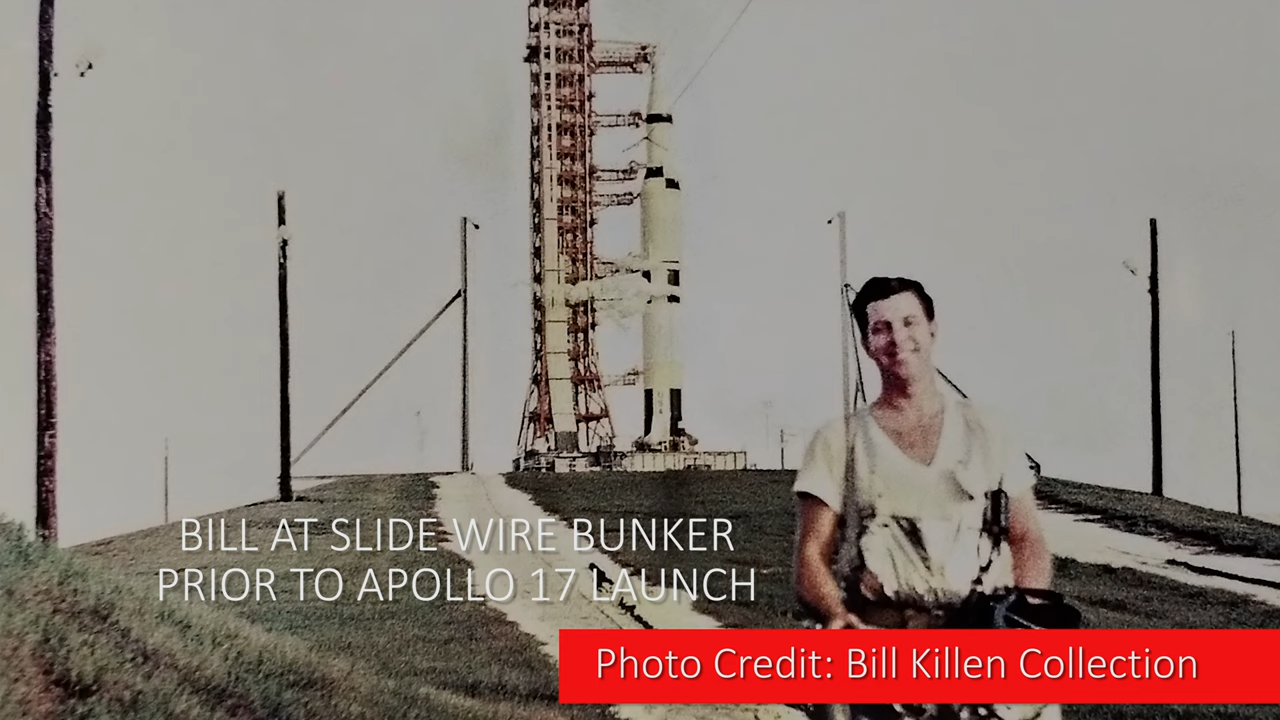 BILL AT SLIDE WIRE BUNKER
PRIOR TO APOLLO 17 LAUNCH
Photo Credit: Bill Killen Collection